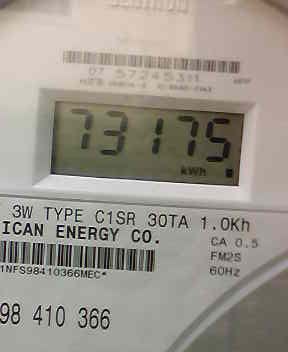 07 57245311
73175
kWh
3W TYPE C1SR 30TA 1.0Kh
ICAN ENERGY CO.
CA 0.5
FM2S
1NFS98410366MEC*
60Hz
98 410 366